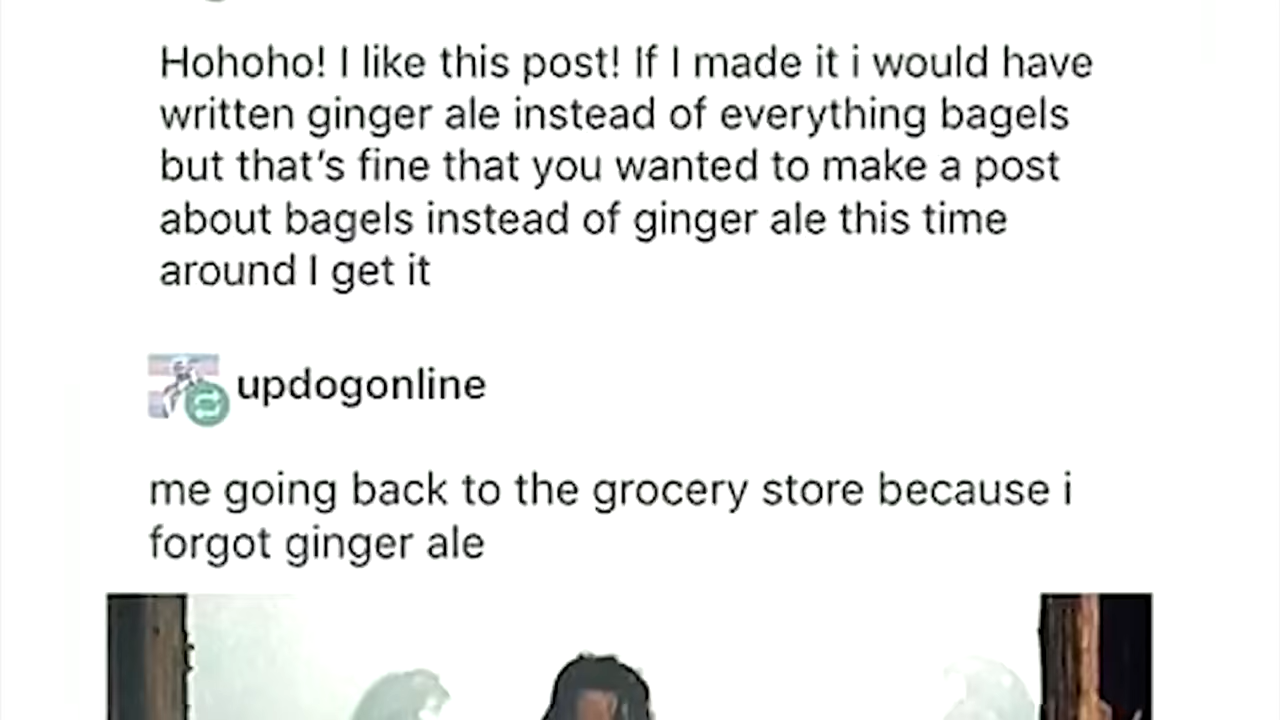 Hohoho! I like this post! If I made it i would have
written ginger ale instead of everything bagels
but that's fine that you wanted to make a post
about bagels instead of ginger ale this time
around I get it
updogonline
me going back to the grocery store because i
forgot ginger ale